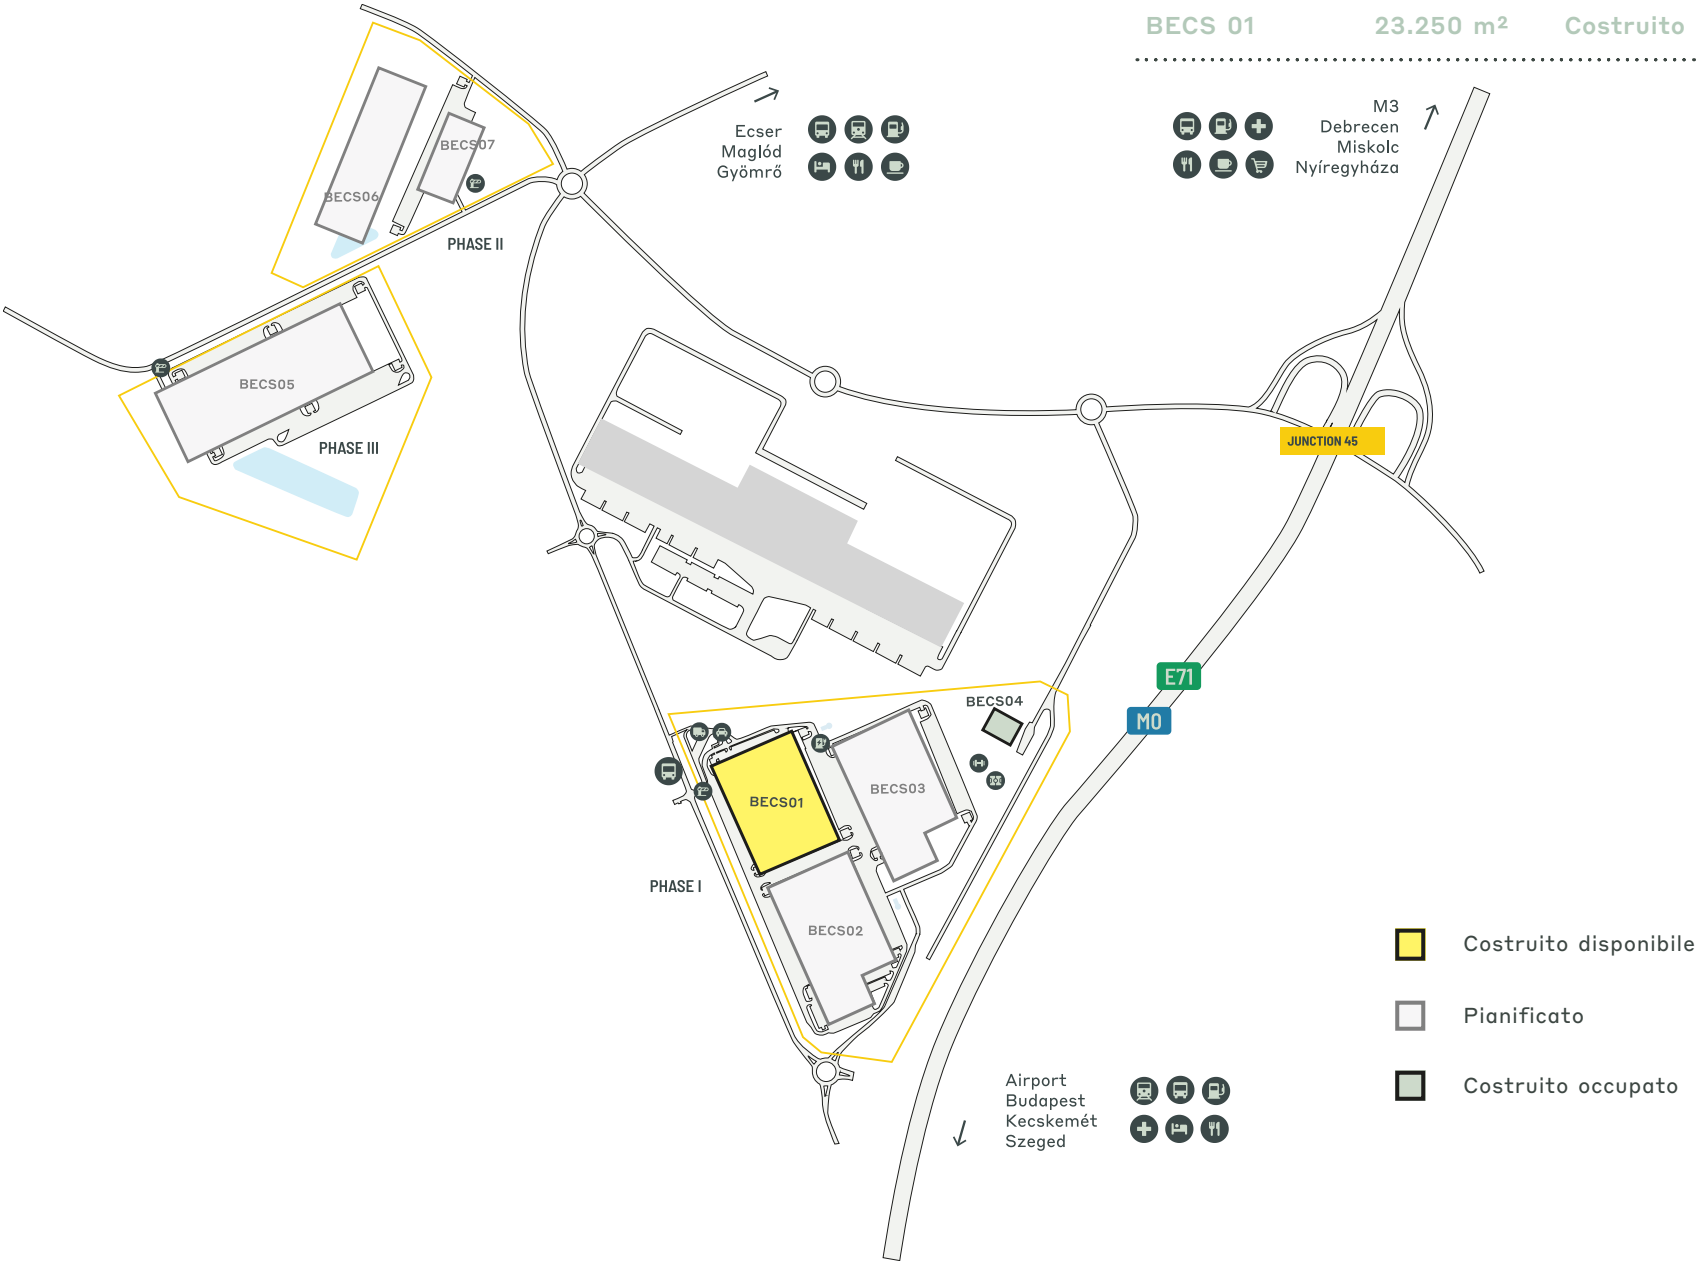 BECS 01 23.250 m² Costruito
M3
Debrecen
Miskolc
Nyíregyháza
Ecser
Maglód
Gyömrő
BECS07
BECS06
PHASE II
BECS05
PHASE III
JUNCTION 45
E71
M0
BECS04
BECS03
BECS01
PHASE I
BECS02
Costruito disponibile
Pianificato
Costruito occupato
Airport
Budapest
Kecskemét
Szeged